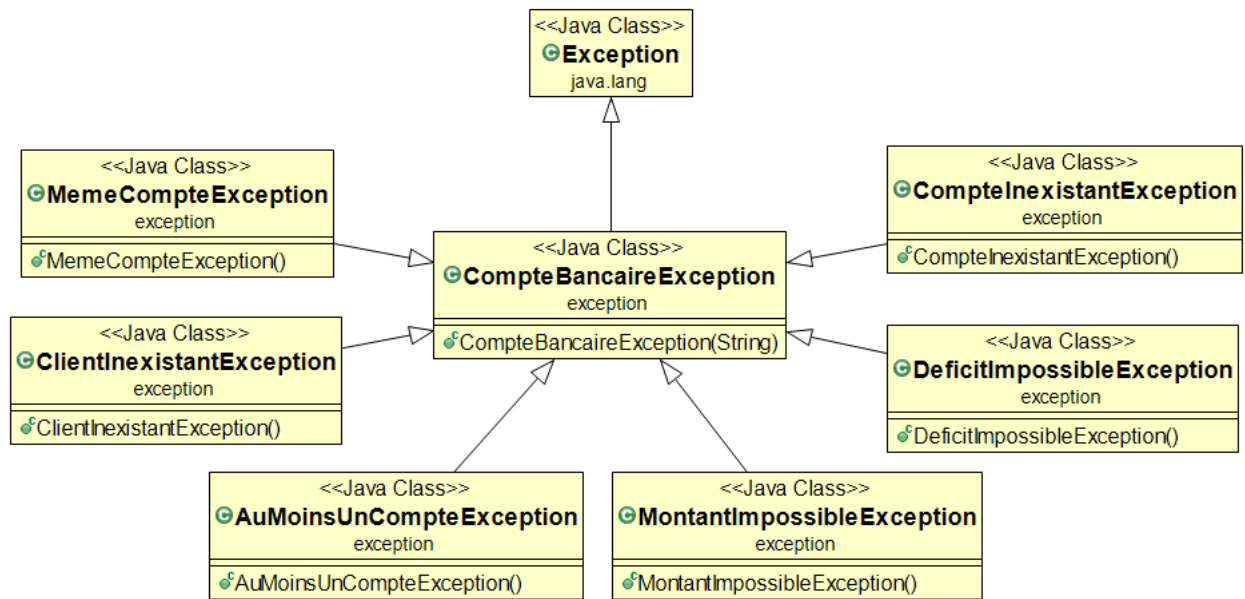 <<Java Class>>
Exception
java.lang
<<Java Class>>
MemeCompteException
exception
MemeCompteException()
<<Java Class>>
CompteInexistantException
exception
CompteInexistantException()
<<Java Class>>
CompteBancaireException
exception
CompteBancaireException(String)
<<Java Class>>
ClientInexistantException
exception
ClientInexistantException()
<<Java Class>>
DeficitImpossibleException
exception
DeficitImpossibleException()
<<Java Class>>
AuMoinsUnCompteException
exception
AuMoinsUnCompteException()
<<Java Class>>
MontantImpossibleException
exception
MontantImpossibleException()